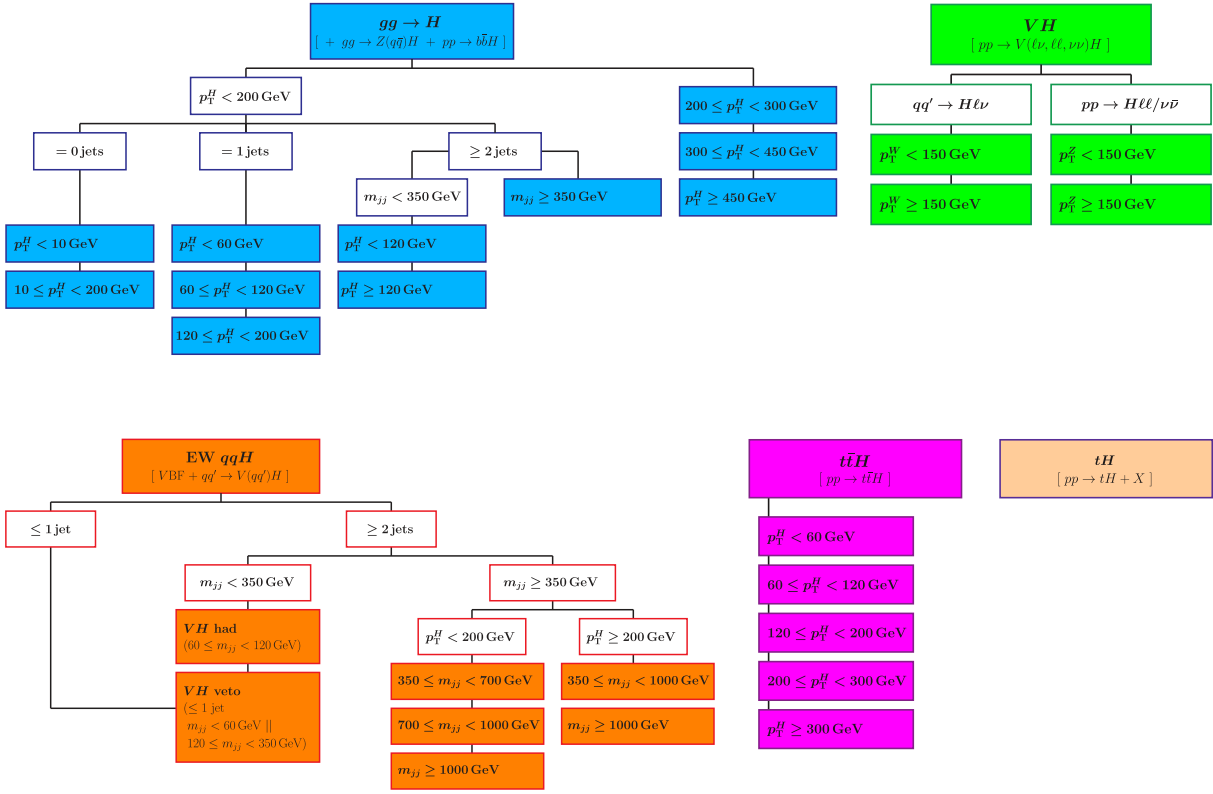 gg → H
[ + gg → Z(qq̄)H + pp → bb̄H ]
p_T^H < 200 GeV
= 0 jets
= 1 jets
≥ 2 jets
m_jj < 350 GeV
m_jj ≥ 350 GeV
p_T^H < 10 GeV
10 ≤ p_T^H < 200 GeV
p_T^H < 60 GeV
60 ≤ p_T^H < 120 GeV
120 ≤ p_T^H < 200 GeV
p_T^H < 120 GeV
p_T^H ≥ 120 GeV
200 ≤ p_T^H < 300 GeV
300 ≤ p_T^H < 450 GeV
p_T^H ≥ 450 GeV
VH
[ pp → V(ℓν, ℓℓ, νν)H ]
qq′ → Hℓν
pp → Hℓℓ/νν̄
p_T^W < 150 GeV
p_T^W ≥ 150 GeV
p_T^Z < 150 GeV
p_T^Z ≥ 150 GeV
EW qqH
[ VBF + qq′ → V(qq′)H ]
≤ 1 jet
≥ 2 jets
m_jj < 350 GeV
VH had
(60 ≤ m_jj < 120 GeV)
VH veto
(≤ 1 jet
m_jj < 60 GeV ||
120 ≤ m_jj < 350 GeV)
m_jj ≥ 350 GeV
p_T^H < 200 GeV
350 ≤ m_jj < 700 GeV
700 ≤ m_jj < 1000 GeV
m_jj ≥ 1000 GeV
p_T^H ≥ 200 GeV
350 ≤ m_jj < 1000 GeV
m_jj ≥ 1000 GeV
tt̄H
[ pp → tt̄H ]
p_T^H < 60 GeV
60 ≤ p_T^H < 120 GeV
120 ≤ p_T^H < 200 GeV
200 ≤ p_T^H < 300 GeV
p_T^H ≥ 300 GeV
tH
[ pp → tH + X ]